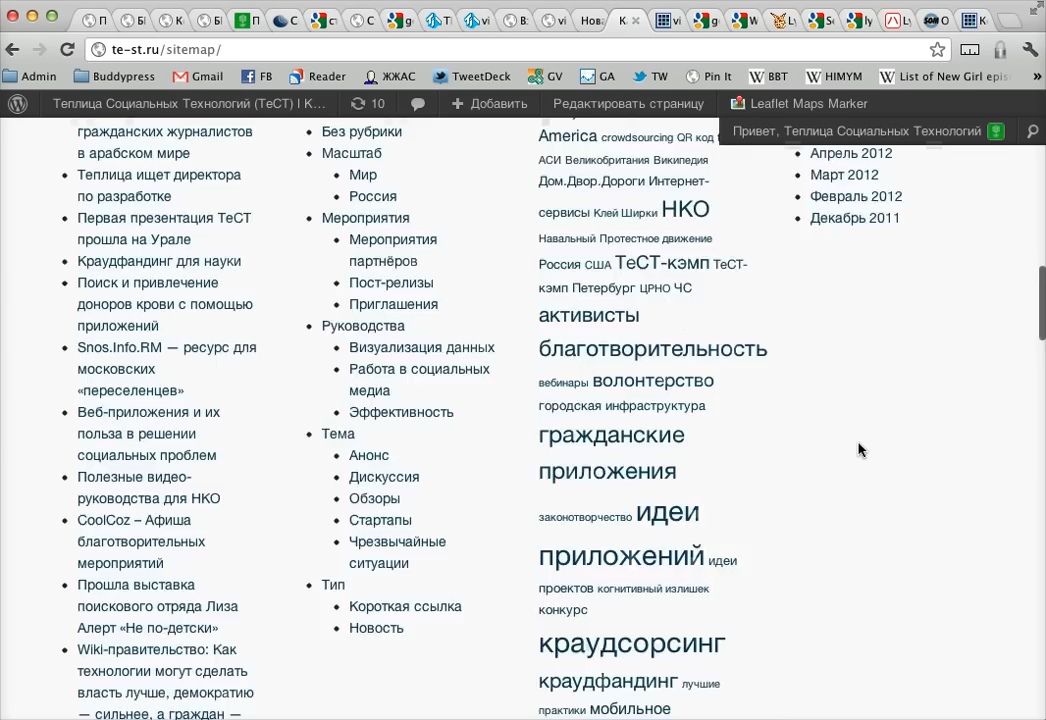 П
Б
К
Б
П
С
С
g
Т
vi
В
vi
Нов
К
vi
g
W
Ly
S
ly
Ly
О
К
te-st.ru/sitemap/
Admin
Buddypress
Gmail
FB
Reader
ЖЖАС
TweetDeck
GV
GA
TW
Pin It
BBT
HIMYM
List of New Girl epis
»
Теплица Социальных Технологий (ТеСТ) | К...
10
Добавить
Редактировать страницу
Leaflet Maps Marker
Привет, Теплица Социальных Технологий
гражданских журналистов
в арабском мире
Теплица ищет директора
по разработке
Первая презентация ТеСТ
прошла на Урале
Краудфандинг для науки
Поиск и привлечение
доноров крови с помощью
приложений
Snos.Info.RM — ресурс для
московских
«переселенцев»
Веб-приложения и их
польза в решении
социальных проблем
Полезные видео-
руководства для НКО
CoolCoz – Афиша
благотворительных
мероприятий
Прошла выставка
поискового отряда Лиза
Алерт «Не по-детски»
Wiki-правительство: Как
технологии могут сделать
власть лучше, демократию
— сильнее, а граждан —
Без рубрики
Масштаб
Мир
Россия
Мероприятия
Мероприятия
партнёров
Пост-релизы
Приглашения
Руководства
Визуализация данных
Работа в социальных
медиа
Эффективность
Тема
Анонс
Дискуссия
Обзоры
Стартапы
Чрезвычайные
ситуации
Тип
Короткая ссылка
Новость
America crowdsourcing QR код
АСИ Великобритания Википедия
Дом.Двор.Дороги Интернет-
сервисы Клей Ширки НКО
Навальный Протестное движение
Россия США ТеСТ-кэмп ТеСТ-
кэмп Петербург ЦРНО ЧС
активисты
благотворительность
вебинары волонтерство
городская инфраструктура
гражданские
приложения
законотворчество идеи
приложений идеи
проектов когнитивный излишек
конкурс
краудсорсинг
краудфандинг лучшие
практики мобильное
Апрель 2012
Март 2012
Февраль 2012
Декабрь 2011